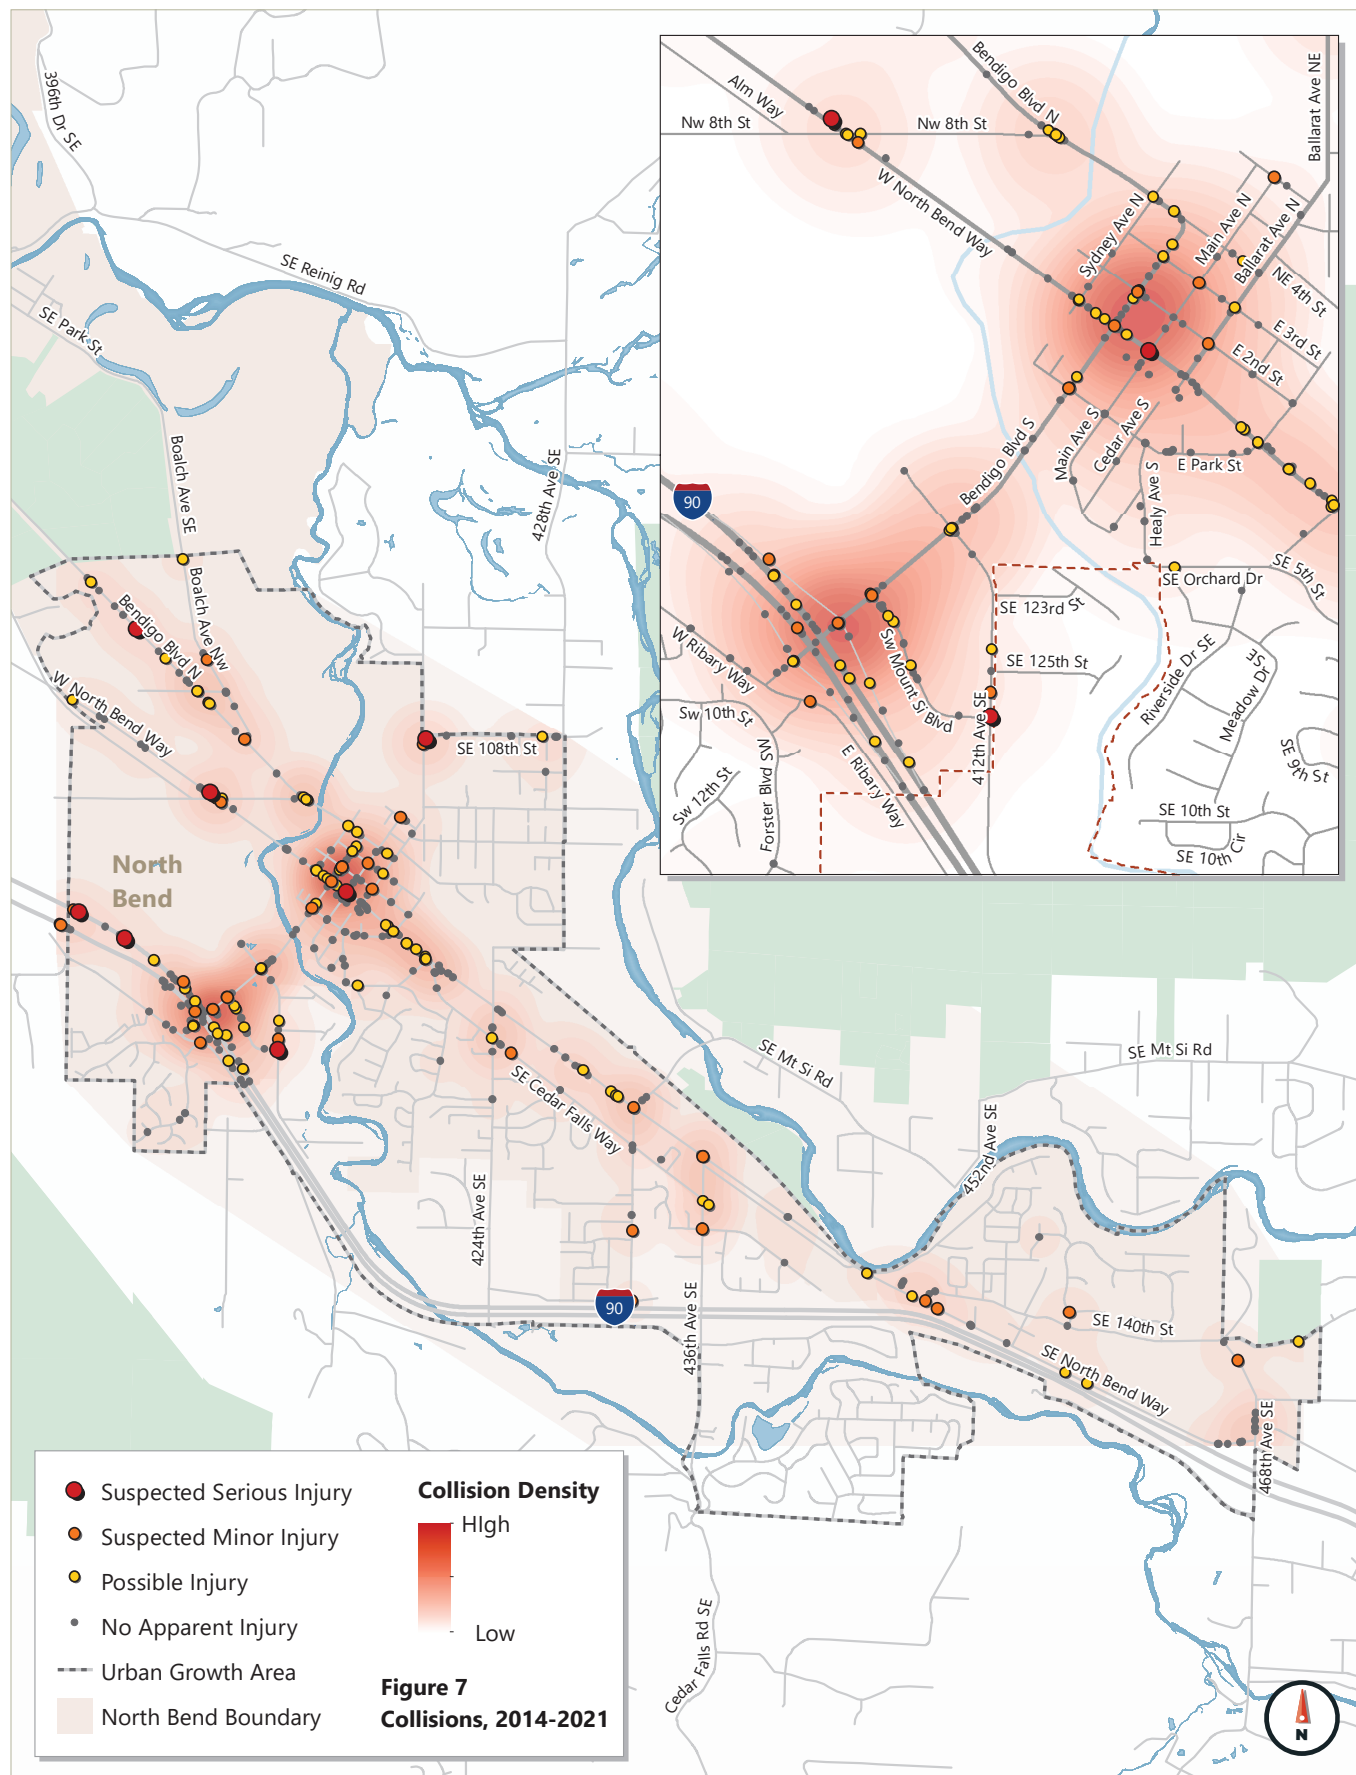 396th Dr SE
SE Reinig Rd
SE Park St
Boalch Ave SE
428th Ave SE
Boalch Ave NW
Bendigo Blvd N
W North Bend Way
SE 108th St
North
Bend
SE Cedar Falls Way
424th Ave SE
436th Ave SE
90
SE Mt Si Rd
SE Mt Si Rd
452nd Ave SE
SE 140th St
SE North Bend Way
468th Ave SE
Cedar Falls Rd SE
Alm Way
Nw 8th St
Nw 8th St
Bendigo Blvd N
Ballarat Ave NE
W North Bend Way
Sydney Ave N
Main Ave N
Ballarat Ave N
NE 4th St
E 3rd St
E 2nd St
Bendigo Blvd S
Main Ave S
Cedar Ave S
E Park St
Healy Ave S
90
SE Orchard Dr
SE 5th St
SE 123rd St
SE 125th St
W Ribary Way
Sw Mount Si Blvd
Sw 10th St
Sw 12th St
Forster Blvd SW
E Ribary Way
412th Ave SE
Riverside Dr SE
Meadow Dr SE
SE 9th St
SE 10th St
SE 10th Cir
Suspected Serious Injury
Suspected Minor Injury
Possible Injury
No Apparent Injury
Urban Growth Area
North Bend Boundary
Collision Density
HIgh
Low
Figure 7
Collisions, 2014-2021
N